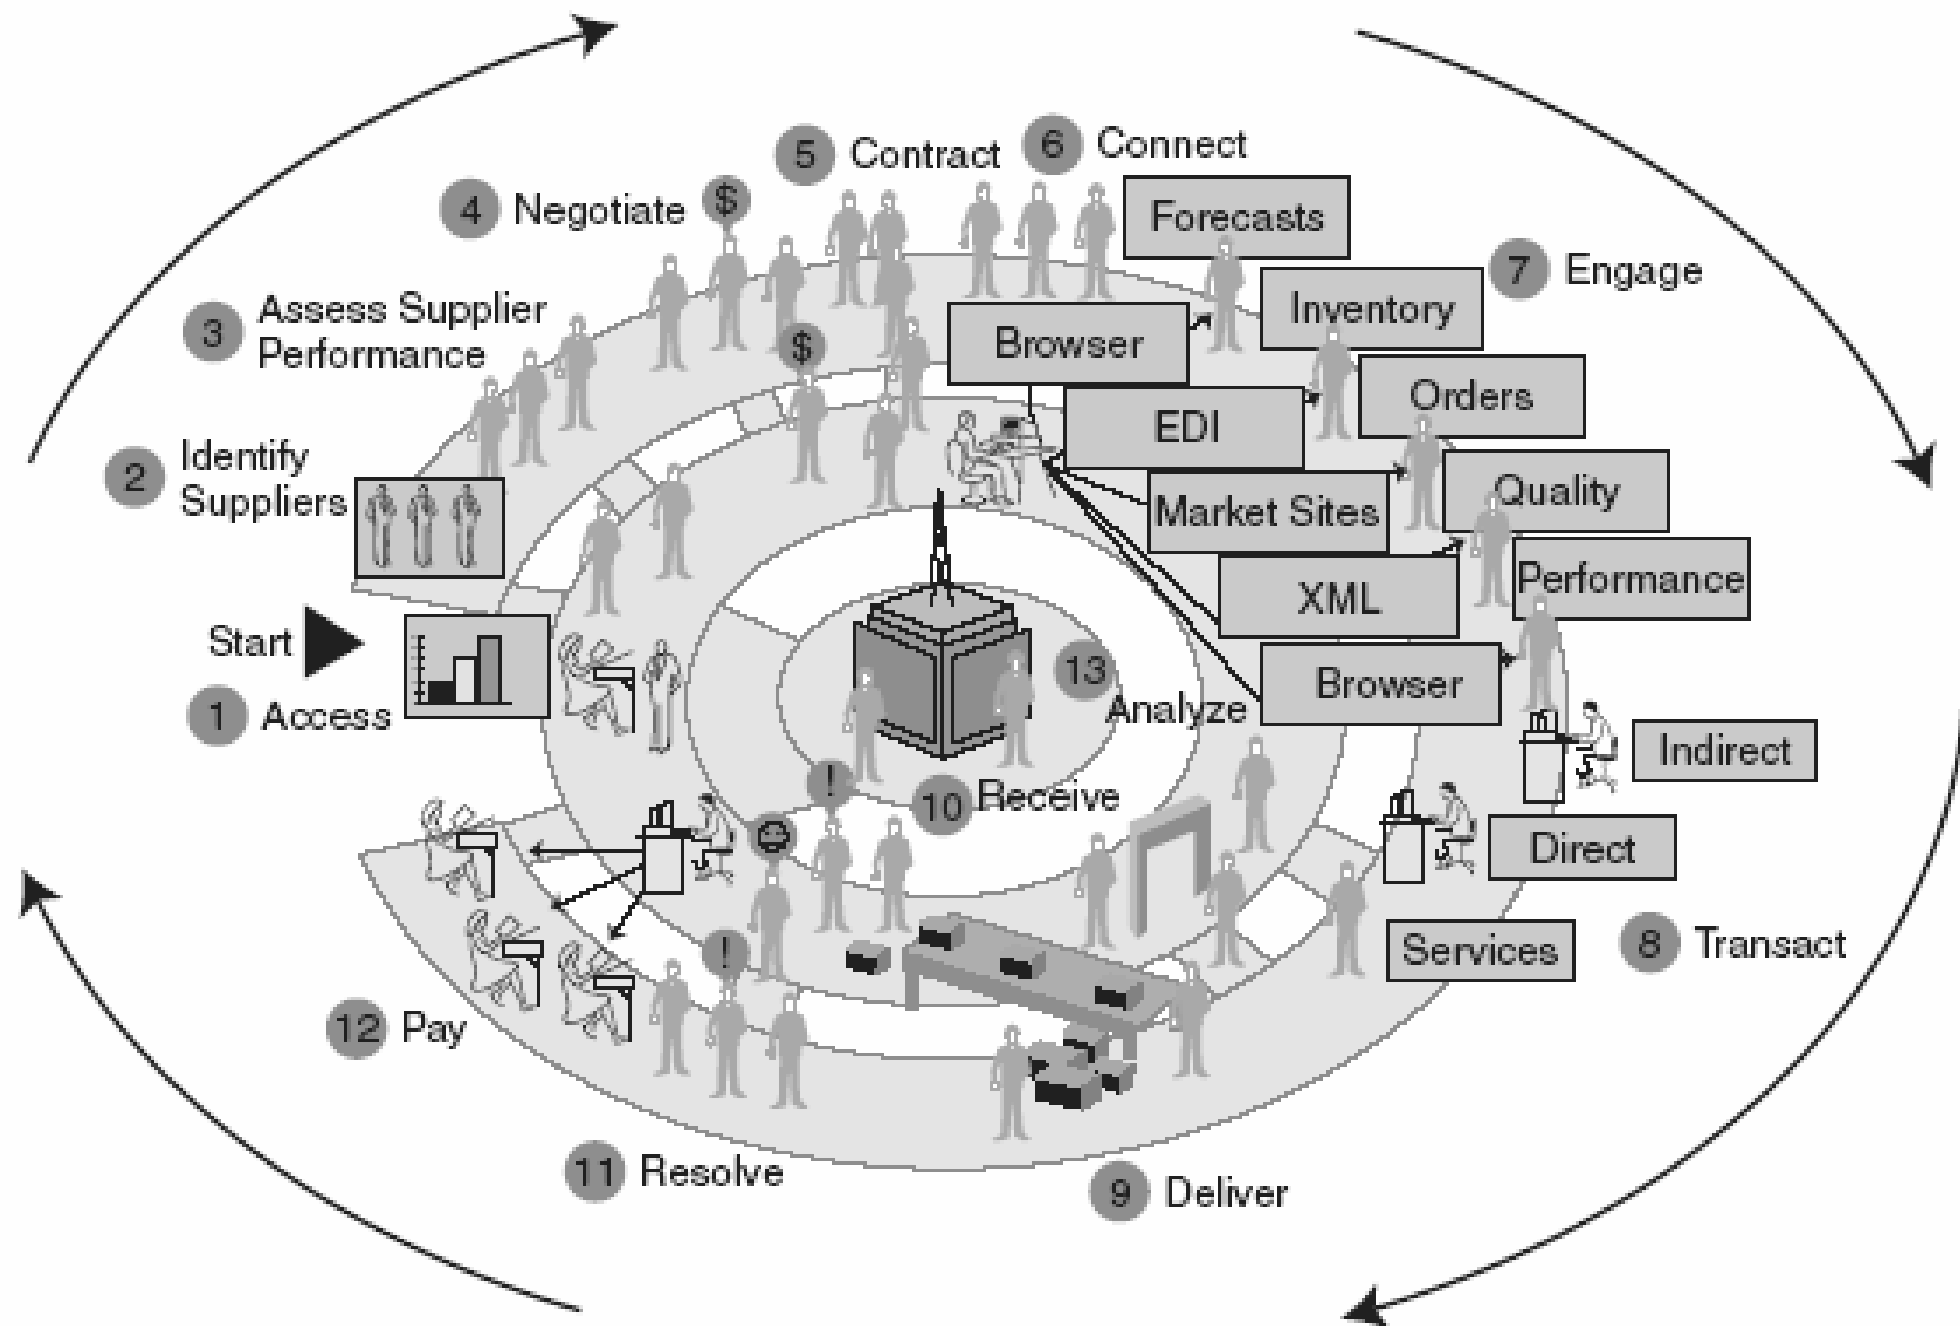 5 Contract
6 Connect
4 Negotiate $
Forecasts
7 Engage
3 Assess Supplier
Performance
Inventory
$
Browser
Orders
EDI
2 Identify
Suppliers
Quality
Market Sites
Performance
XML
Start
13
Analyze
Browser
1 Access
Indirect
!
10 Receive
Direct
Services
8 Transact
!
12 Pay
11 Resolve
9 Deliver